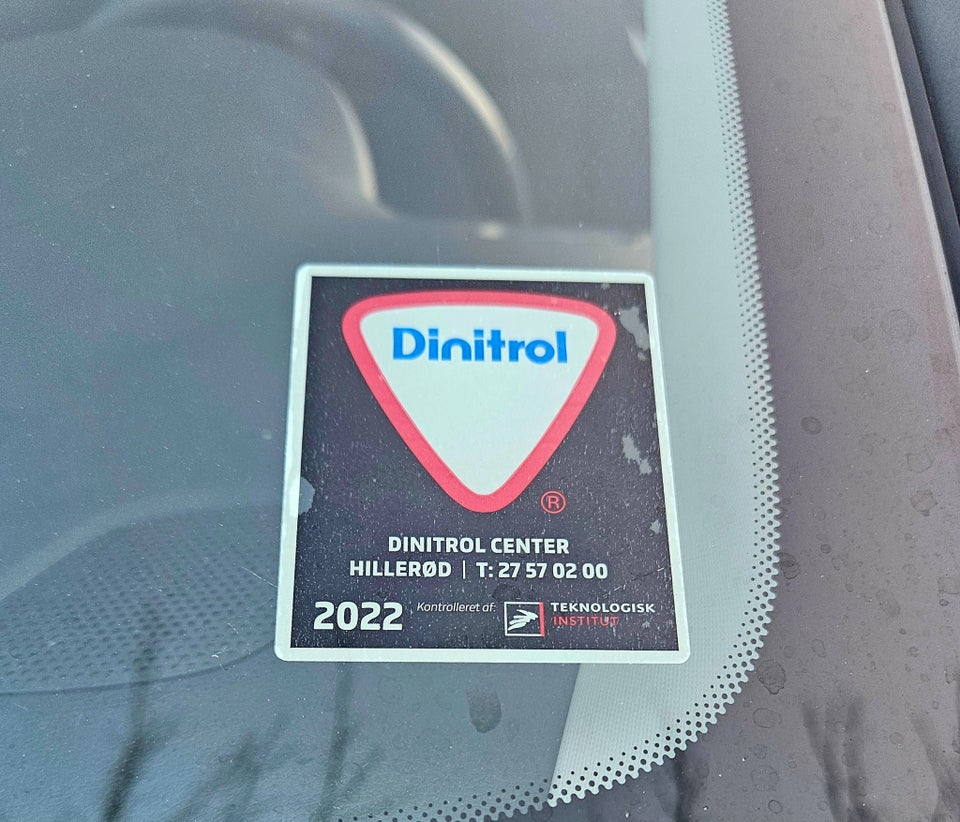 Dinitrol
®
DINITROL CENTER
HILLERØD | T: 27 57 02 00
2022 Kontrolleret af: TEKNOLOGISK
INSTITUT